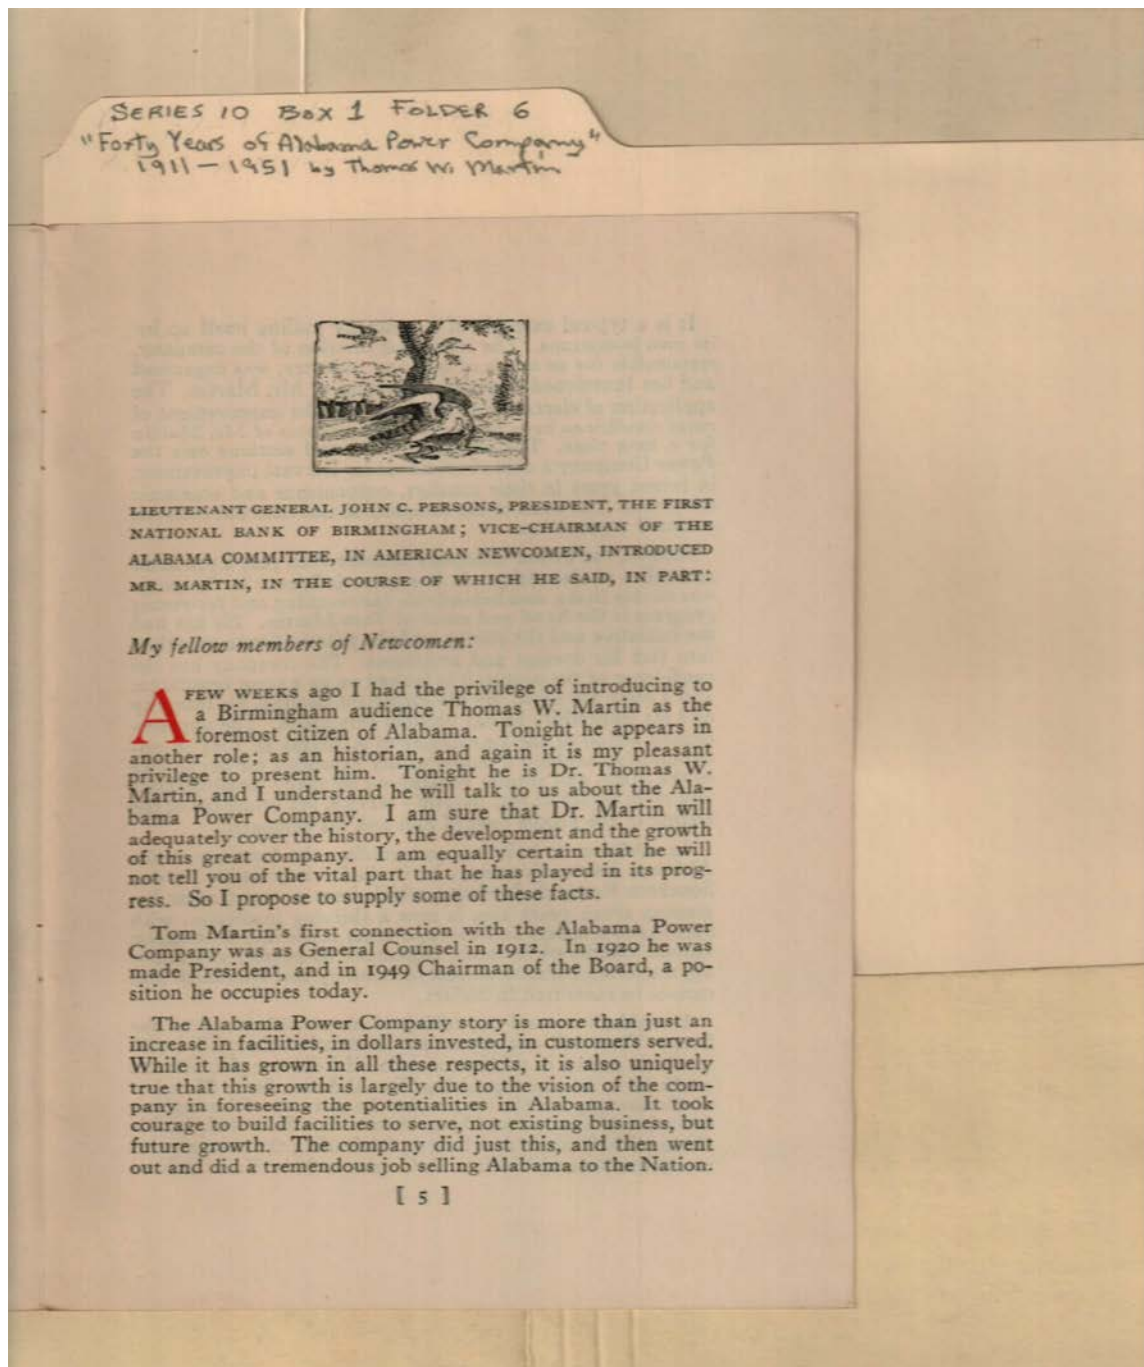 SERIES 10 BOX 1 FOLDER 6
"Forty Years of Alabama Power Company"
1911-1951 by Thomas W. Martin
LIEUTENANT GENERAL JOHN C. PERSONS, PRESIDENT, THE FIRST
NATIONAL BANK OF BIRMINGHAM; VICE-CHAIRMAN OF THE
ALABAMA COMMITTEE, IN AMERICAN NEWCOMEN, INTRODUCED
MR. MARTIN, IN THE COURSE OF WHICH HE SAID, IN PART:
My fellow members of Newcomen:
A FEW WEEKS ago I had the privilege of introducing to
a Birmingham audience Thomas W. Martin as the
foremost citizen of Alabama. Tonight he appears in
another role; as an historian, and again it is my pleasant
privilege to present him. Tonight he is Dr. Thomas W.
Martin, and I understand he will talk to us about the Ala-
bama Power Company. I am sure that Dr. Martin will
adequately cover the history, the development and the growth
of this great company. I am equally certain that he will
not tell you of the vital part that he has played in its prog-
ress. So I propose to supply some of these facts.
Tom Martin's first connection with the Alabama Power
Company was as General Counsel in 1912. In 1920 he was
made President, and in 1949 Chairman of the Board, a po-
sition he occupies today.
The Alabama Power Company story is more than just an
increase in facilities, in dollars invested, in customers served.
While it has grown in all these respects, it is also uniquely
true that this growth is largely due to the vision of the com-
pany in foreseeing the potentialities in Alabama. It took
courage to build facilities to serve, not existing business, but
future growth. The company did just this, and then went
out and did a tremendous job selling Alabama to the Nation.
[ 5 ]